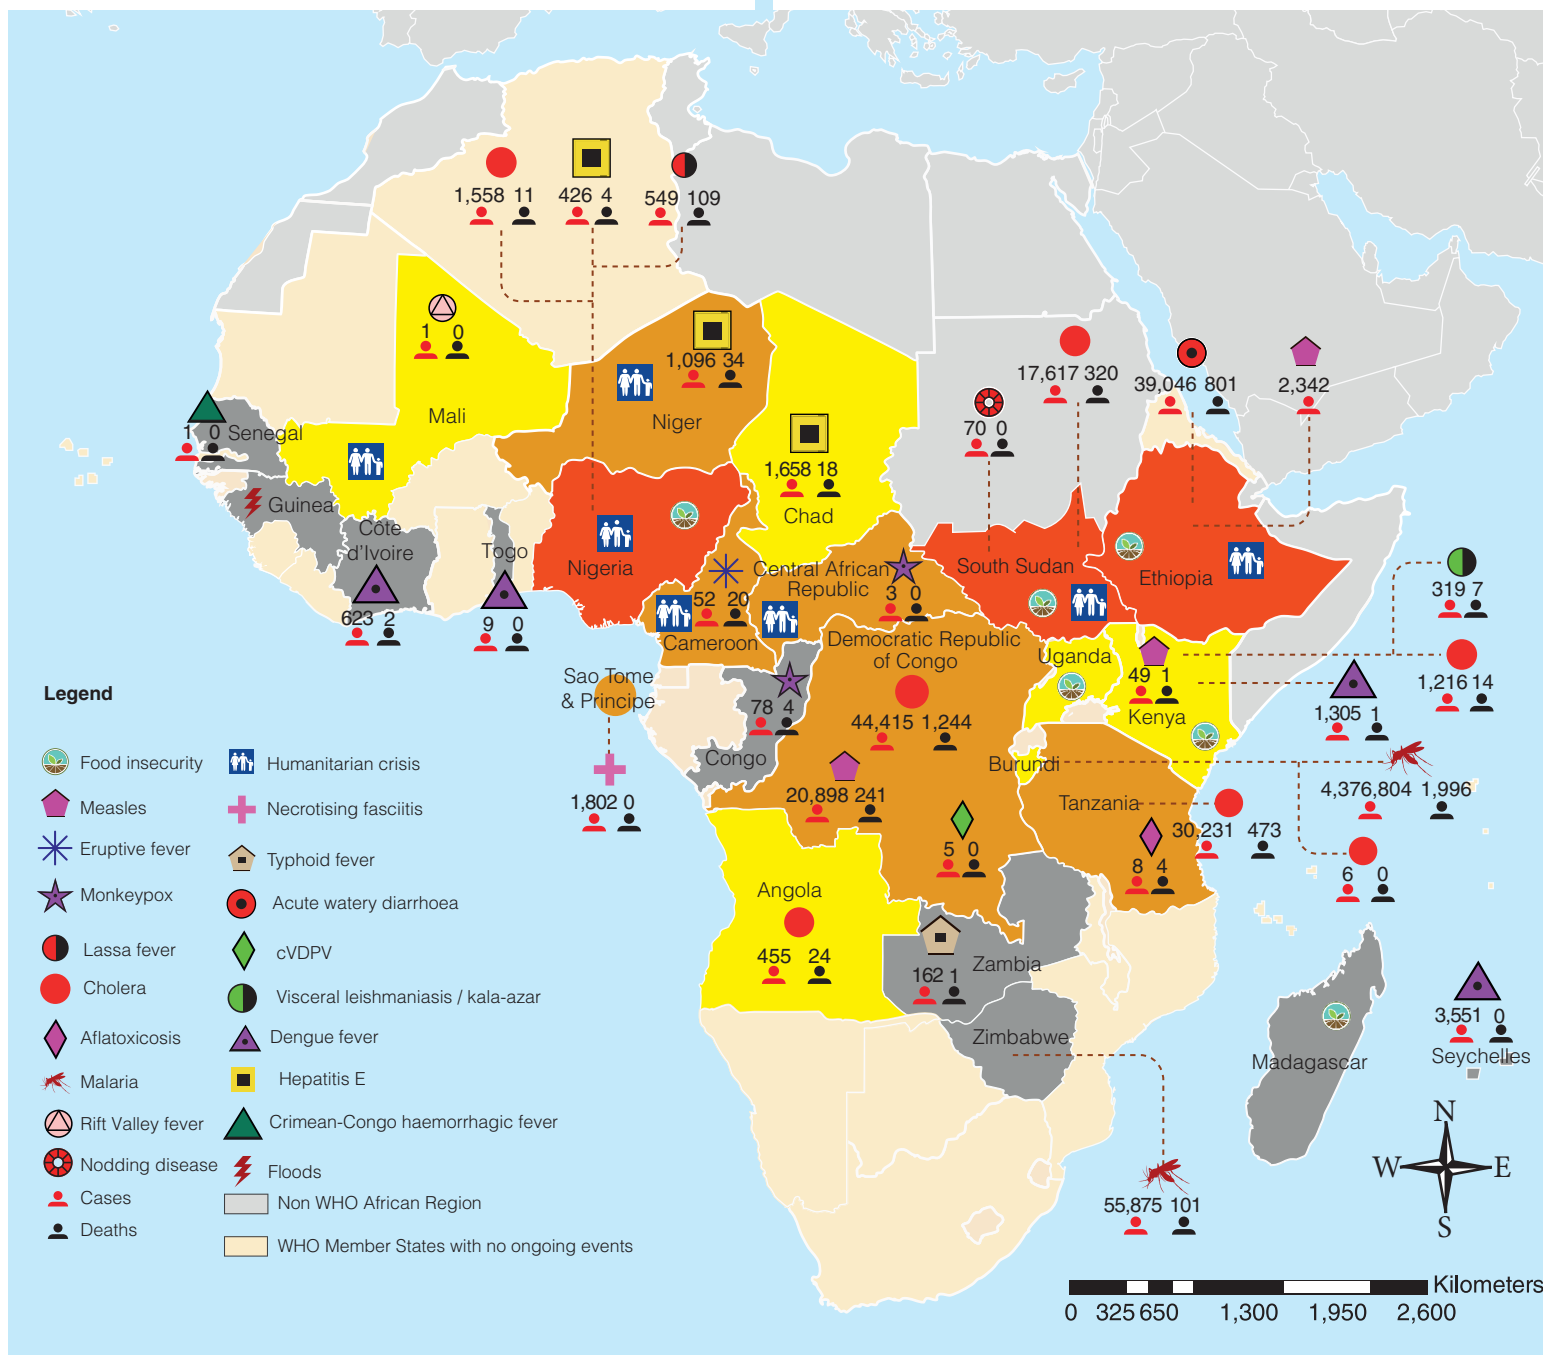 1,558 11
426 4
549 109
1 0
Mali
1,096 34
Niger
1,658 18
Chad
17,617 320
70 0
39,046 801
2,342
1 0
Senegal
Guinea
Côte
d'Ivoire
623 2
Togo
9 0
Nigeria
52 20
Cameroon
Central African
Republic
3 0
South Sudan
Ethiopia
319 7
1,216 14
Democratic Republic
of Congo
44,415 1,244
20,898 241
5 0
Uganda
49 1
Kenya
1,305 1
Sao Tome
& Principe
1,802 0
78 4
Congo
Burundi
4,376,804 1,996
6 0
Tanzania
30,231 473
8 4
Angola
455 24
162 1
Zambia
Zimbabwe
55,875 101
Madagascar
3,551 0
Seychelles
Legend
Food insecurity
Measles
Eruptive fever
Monkeypox
Lassa fever
Cholera
Aflatoxicosis
Malaria
Rift Valley fever
Nodding disease
Cases
Deaths
Humanitarian crisis
Necrotising fasciitis
Typhoid fever
Acute watery diarrhoea
cVDPV
Visceral leishmaniasis / kala-azar
Dengue fever
Hepatitis E
Crimean-Congo haemorrhagic fever
Floods
Non WHO African Region
WHO Member States with no ongoing events
N
W E
S
Kilometers
0 325 650 1,300 1,950 2,600